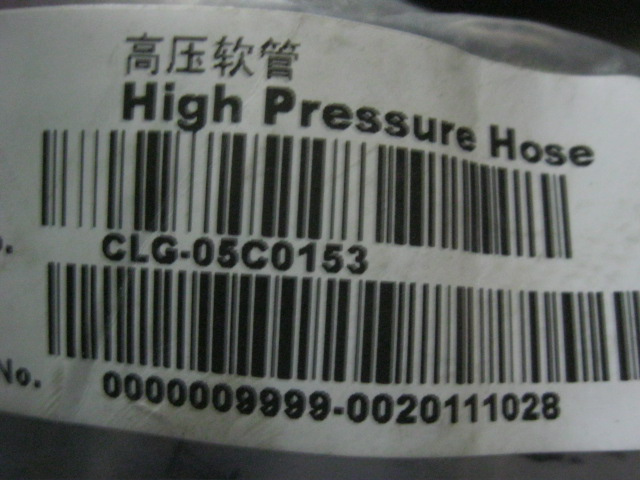 高压软管
High Pressure Hose
CLG-05C0153
No.
0000009999-0020111028